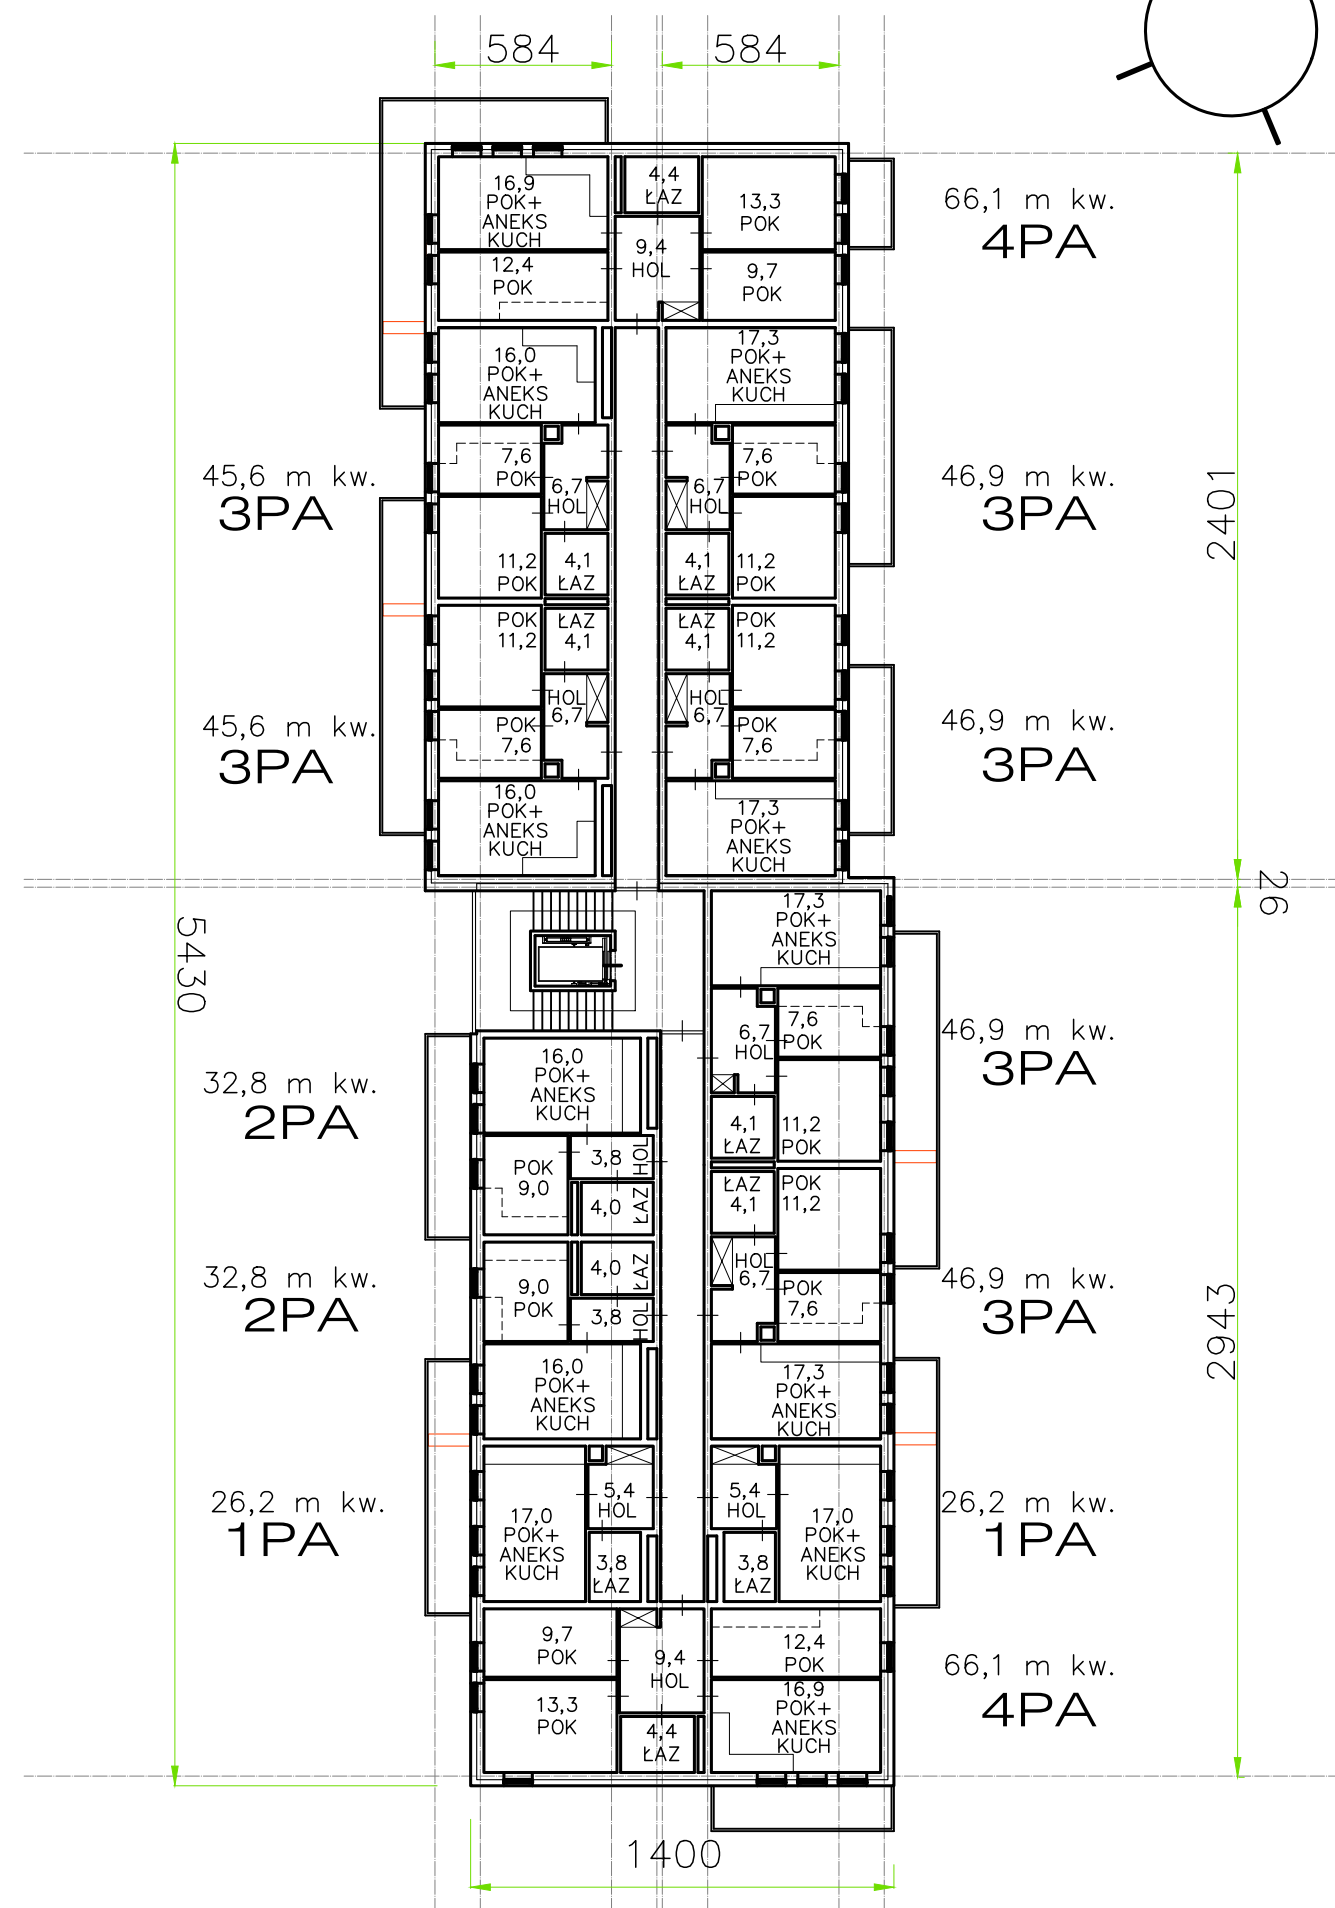 584
584
16,9
POK+
ANEKS
KUCH
4,4
ŁAZ
13,3
POK
66,1 m kw.
4PA
9,4
HOL
12,4
POK
9,7
POK
16,0
POK+
ANEKS
KUCH
17,3
POK+
ANEKS
KUCH
45,6 m kw.
3PA
7,6
POK
6,7
HOL
6,7
HOL
7,6
POK
46,9 m kw.
3PA
2401
11,2
POK
4,1
ŁAZ
4,1
ŁAZ
11,2
POK
POK
11,2
ŁAZ
4,1
ŁAZ
4,1
POK
11,2
45,6 m kw.
3PA
HOL
6,7
HOL
6,7
POK
7,6
POK
7,6
46,9 m kw.
3PA
16,0
POK+
ANEKS
KUCH
17,3
POK+
ANEKS
KUCH
26
5430
17,3
POK+
ANEKS
KUCH
6,7
HOL
7,6
POK
46,9 m kw.
3PA
32,8 m kw.
2PA
16,0
POK+
ANEKS
KUCH
4,1
ŁAZ
11,2
POK
POK
9,0
3,8
HOL
4,0
ŁAZ
ŁAZ
4,1
POK
11,2
32,8 m kw.
2PA
9,0
POK
4,0
ŁAZ
3,8
HOL
HOL
6,7
POK
7,6
46,9 m kw.
3PA
2943
16,0
POK+
ANEKS
KUCH
17,3
POK+
ANEKS
KUCH
26,2 m kw.
1PA
17,0
POK+
ANEKS
KUCH
5,4
HOL
3,8
ŁAZ
5,4
HOL
3,8
ŁAZ
17,0
POK+
ANEKS
KUCH
26,2 m kw.
1PA
9,7
POK
9,4
HOL
12,4
POK
66,1 m kw.
4PA
13,3
POK
4,4
ŁAZ
16,9
POK+
ANEKS
KUCH
1400